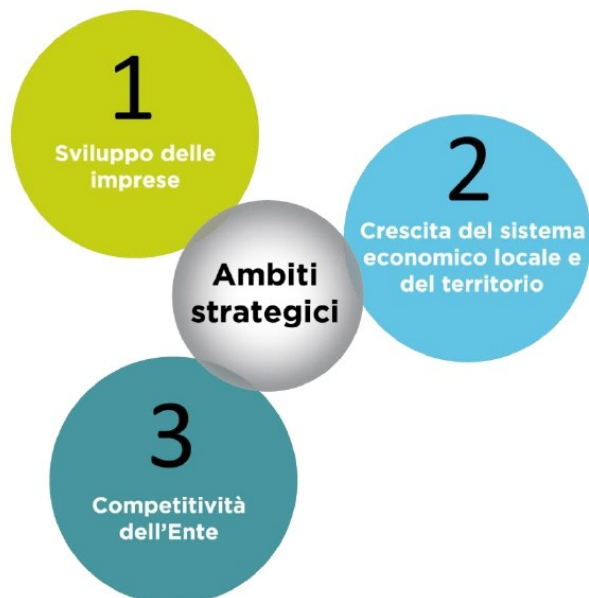 1
Sviluppo delle
imprese
2
Crescita del sistema
economico locale e
del territorio
Ambiti
strategici
3
Competitività
dell'Ente